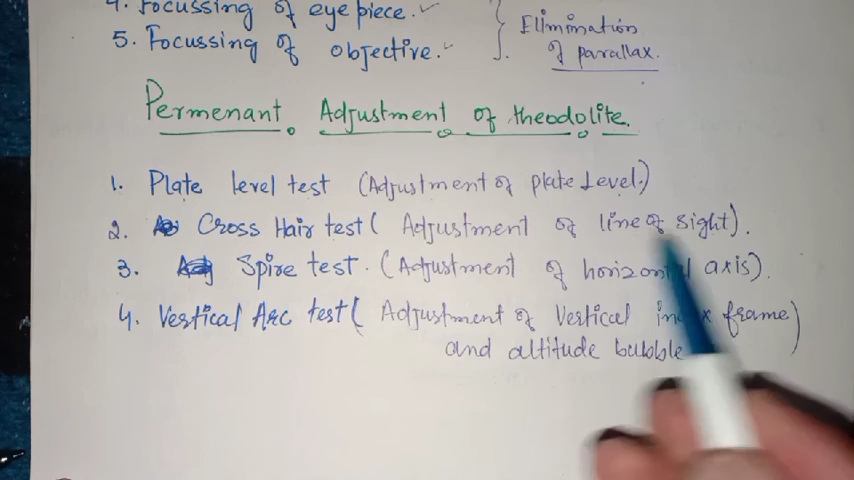 4. Focussing of eye piece.
5. Focussing of objective.
Elimination
of parallax.
Permenant Adjustment of theodolite.
1. Plate level test (Adjustment of plate Level.)
2. Cross Hair test ( Adjustment of line of sight).
3. Spire test. (Adjustment of horizontal axis).
4. Vertical Arc test ( Adjustment of Vertical index frame
and altitude bubble